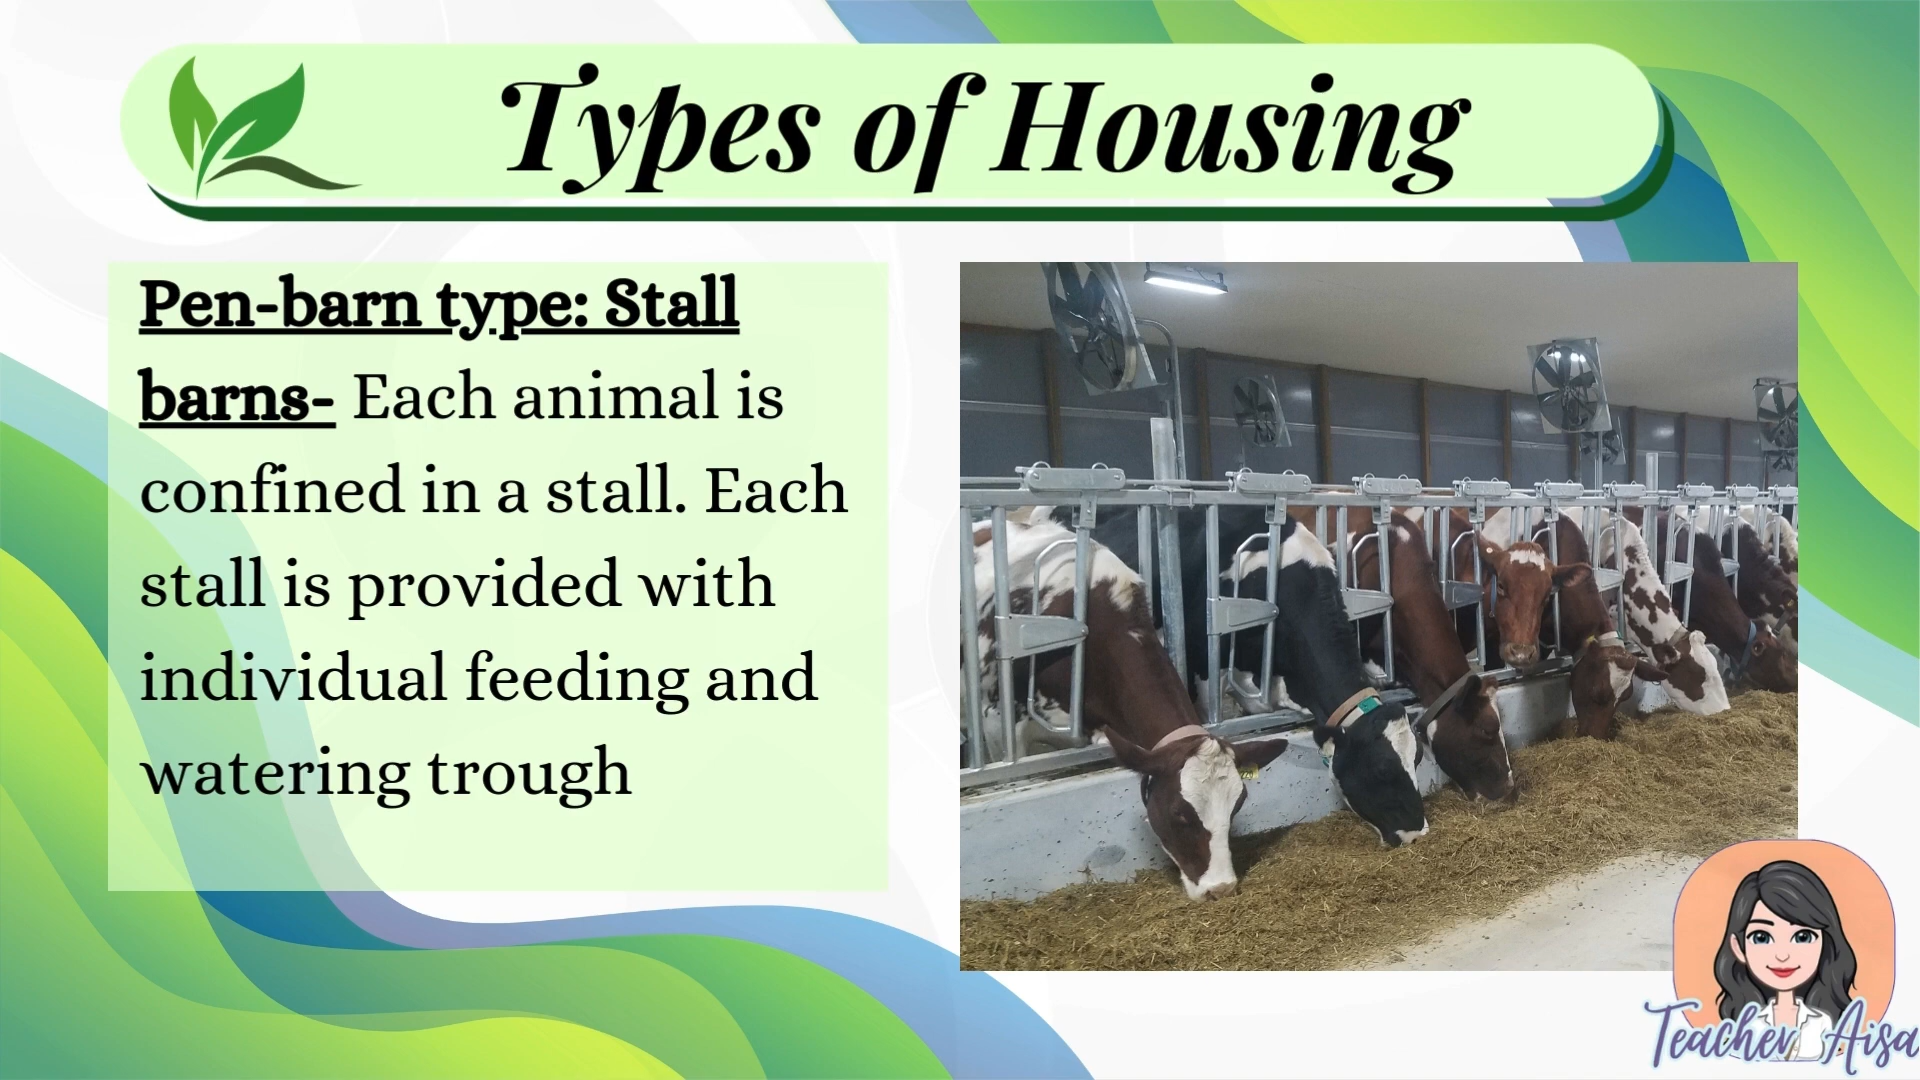 Types of Housing
Pen-barn type: Stall
barns- Each animal is
confined in a stall. Each
stall is provided with
individual feeding and
watering trough
Teacher Aisa